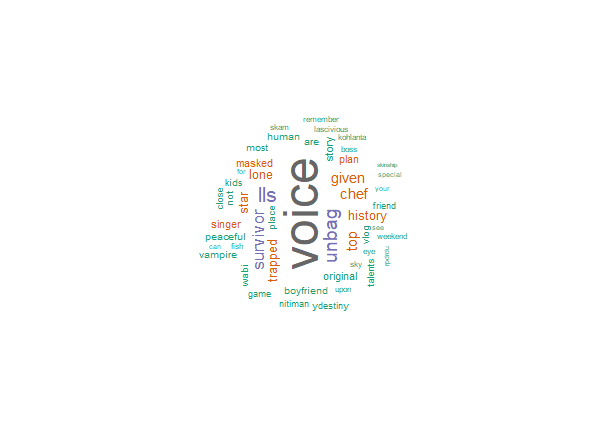 remember
skam
lascivious
human
kohlanta
are
story
most
boss
masked
plan
skinship
for
lone
special
kids
given
voice
close
not
star
lls
chef
your
friend
place
unbag
history
singer
survivor
top
vlog
see
peaceful
weekend
can
fish
eye
vampire
trapped
sky
wabi
original
talents
game
boyfriend
upon
nitiman
ydestiny